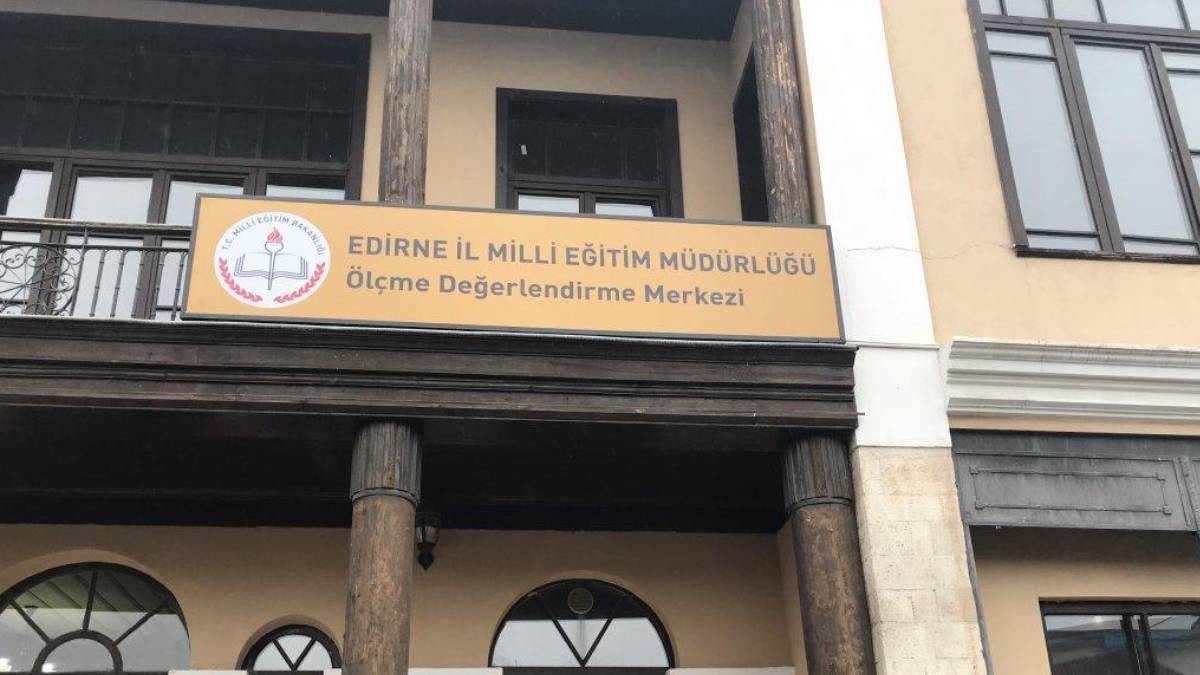 T.C. MİLLİ EĞİTİM BAKANLIĞI
EDİRNE İL MİLLİ EĞİTİM MÜDÜRLÜĞÜ
Ölçme Değerlendirme Merkezi